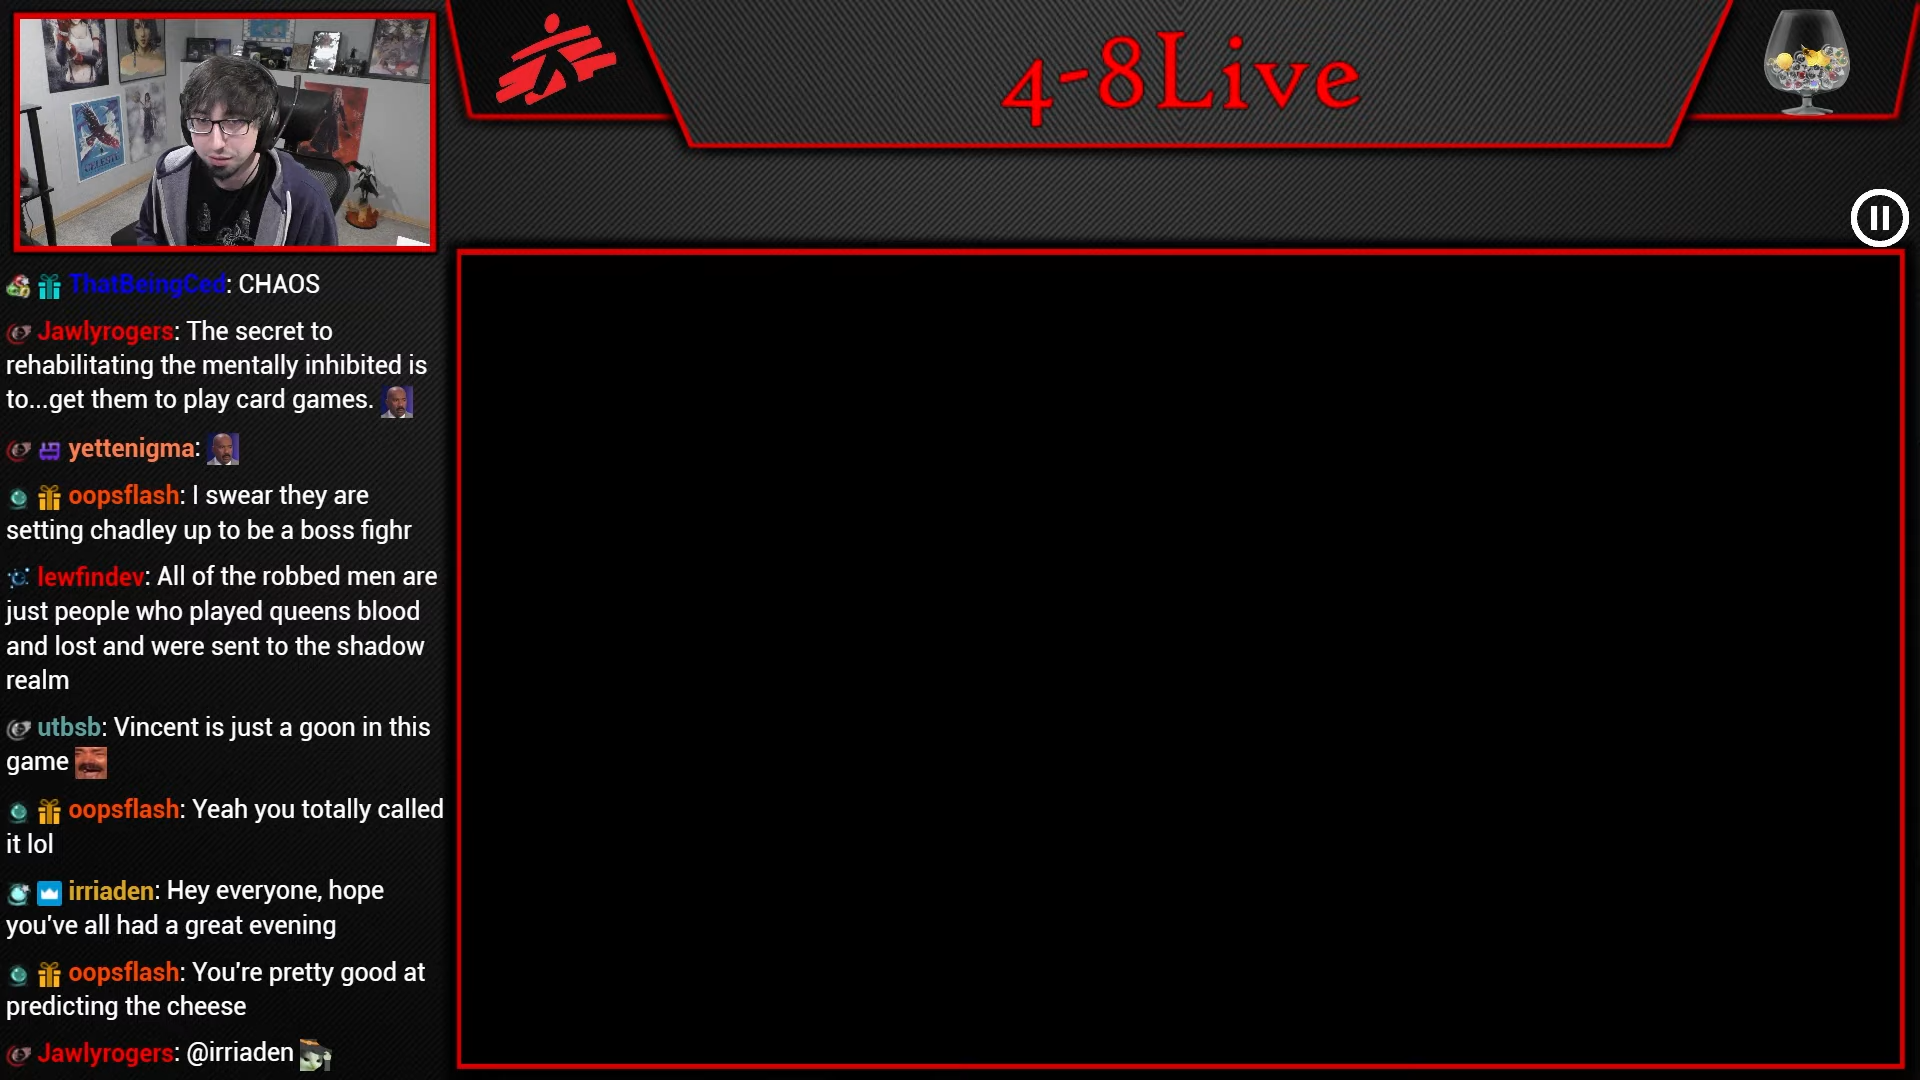 4-8Live
CELESTE
ThatBeingCed: CHAOS
Jawlyrogers: The secret to
rehabilitating the mentally inhibited is
to...get them to play card games.
yettenigma:
oopsflash: I swear they are
setting chadley up to be a boss fighr
lewfindev: All of the robbed men are
just people who played queens blood
and lost and were sent to the shadow
realm
utbsb: Vincent is just a goon in this
game
oopsflash: Yeah you totally called
it lol
irriaden: Hey everyone, hope
you've all had a great evening
oopsflash: You're pretty good at
predicting the cheese
Jawlyrogers: @irriaden